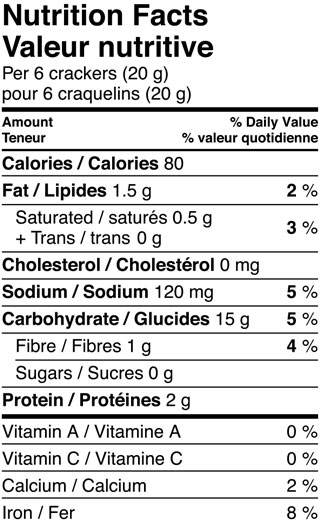 Nutrition Facts
Valeur nutritive
Per 6 crackers (20 g)
pour 6 craquelins (20 g)
Amount % Daily Value
Teneur % valeur quotidienne
Calories / Calories 80
Fat / Lipides 1.5 g 2 %
Saturated / saturés 0.5 g
+ Trans / trans 0 g 3 %
Cholesterol / Cholestérol 0 mg
Sodium / Sodium 120 mg 5 %
Carbohydrate / Glucides 15 g 5 %
Fibre / Fibres 1 g 4 %
Sugars / Sucres 0 g
Protein / Protéines 2 g
Vitamin A / Vitamine A 0 %
Vitamin C / Vitamine C 0 %
Calcium / Calcium 2 %
Iron / Fer 8 %